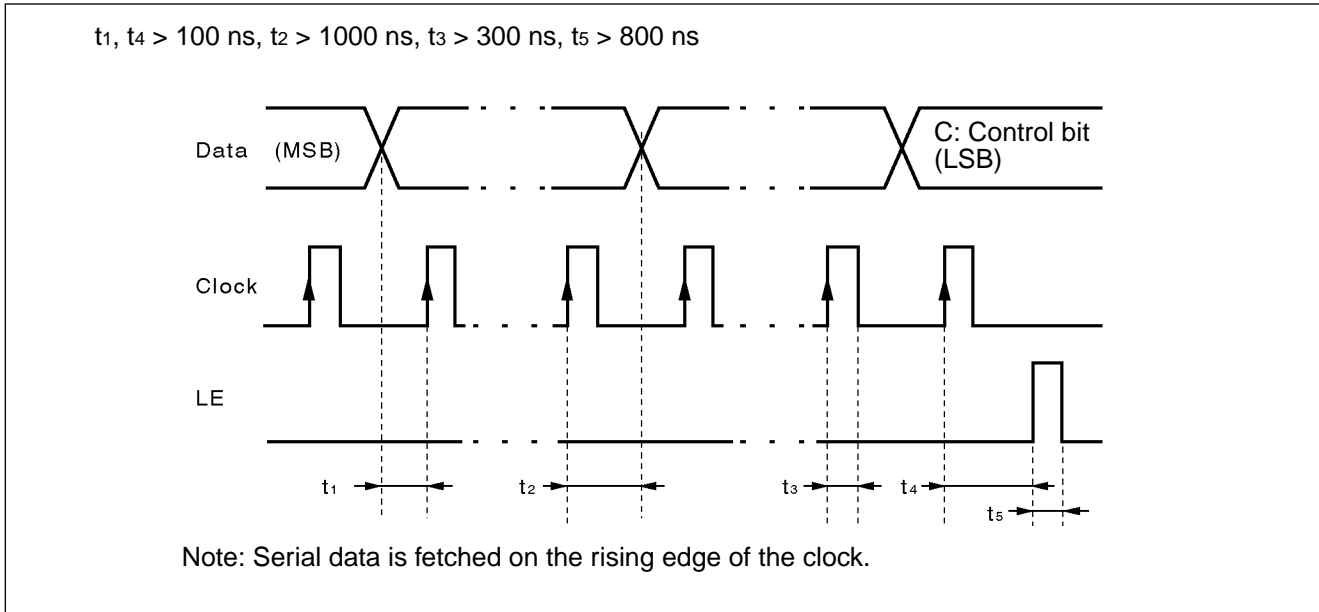 t1, t4 > 100 ns, t2 > 1000 ns, t3 > 300 ns, t5 > 800 ns
Data (MSB)
C: Control bit
(LSB)
Clock
LE
t1
t2
t3
t4
t5
Note: Serial data is fetched on the rising edge of the clock.